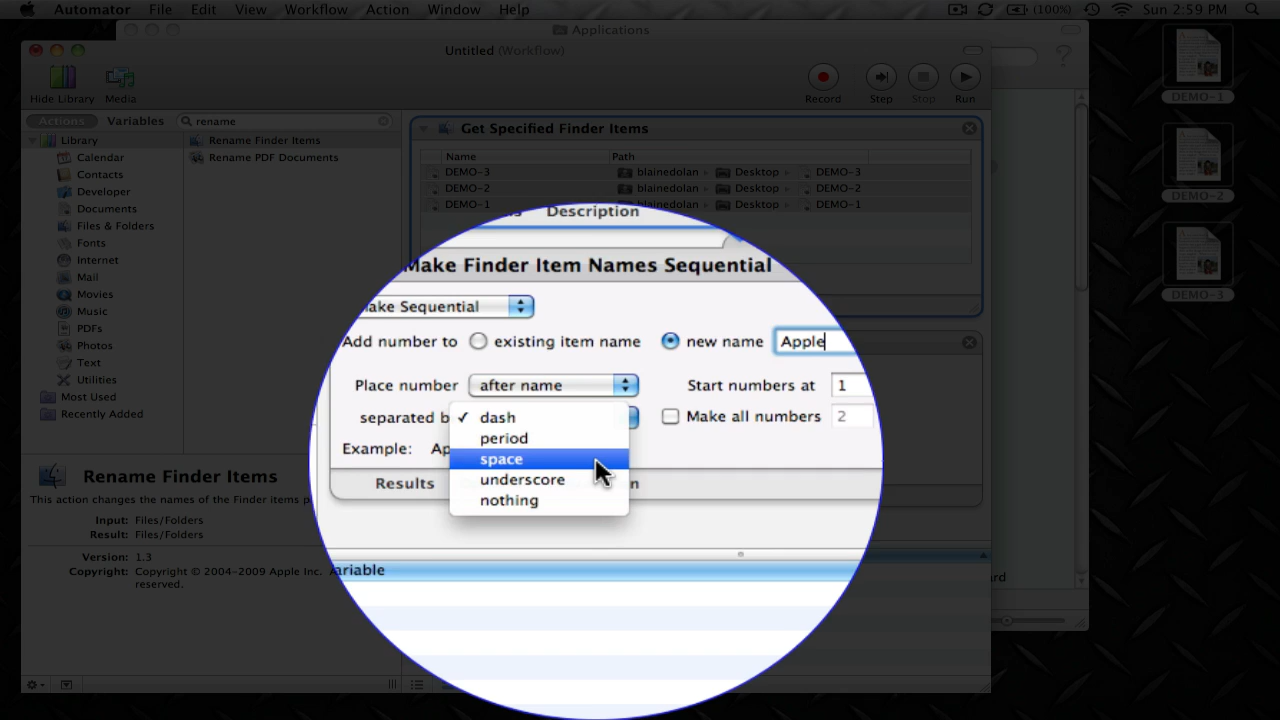 Automator File Edit View Workflow Action Window Help (100%) Sun 2:59 PM
Applications
Untitled (Workflow)
Hide Library Media Record Step Stop Run
Actions Variables rename
Library
Calendar
Contacts
Developer
Documents
Files & Folders
Fonts
Internet
Mail
Movies
Music
PDFs
Photos
Text
Utilities
Most Used
Recently Added
Rename Finder Items
Rename PDF Documents
Get Specified Finder Items
Name Path
DEMO-3 blainedolan Desktop DEMO-3
DEMO-2 blainedolan Desktop DEMO-2
DEMO-1 blainedolan Desktop DEMO-1
Description
Make Finder Item Names Sequential
ake Sequential
Add number to existing item name new name Apple
Place number after name Start numbers at 1
separated b Make all numbers 2
dash
period
space
underscore
nothing
Example: Ap
Results n
ariable
rd
Rename Finder Items
This action changes the names of the Finder items p
Input: Files/Folders
Result: Files/Folders
Version: 1.3
Copyright: Copyright © 2004-2009 Apple Inc.
reserved.
DEMO-1
DEMO-2
DEMO-3